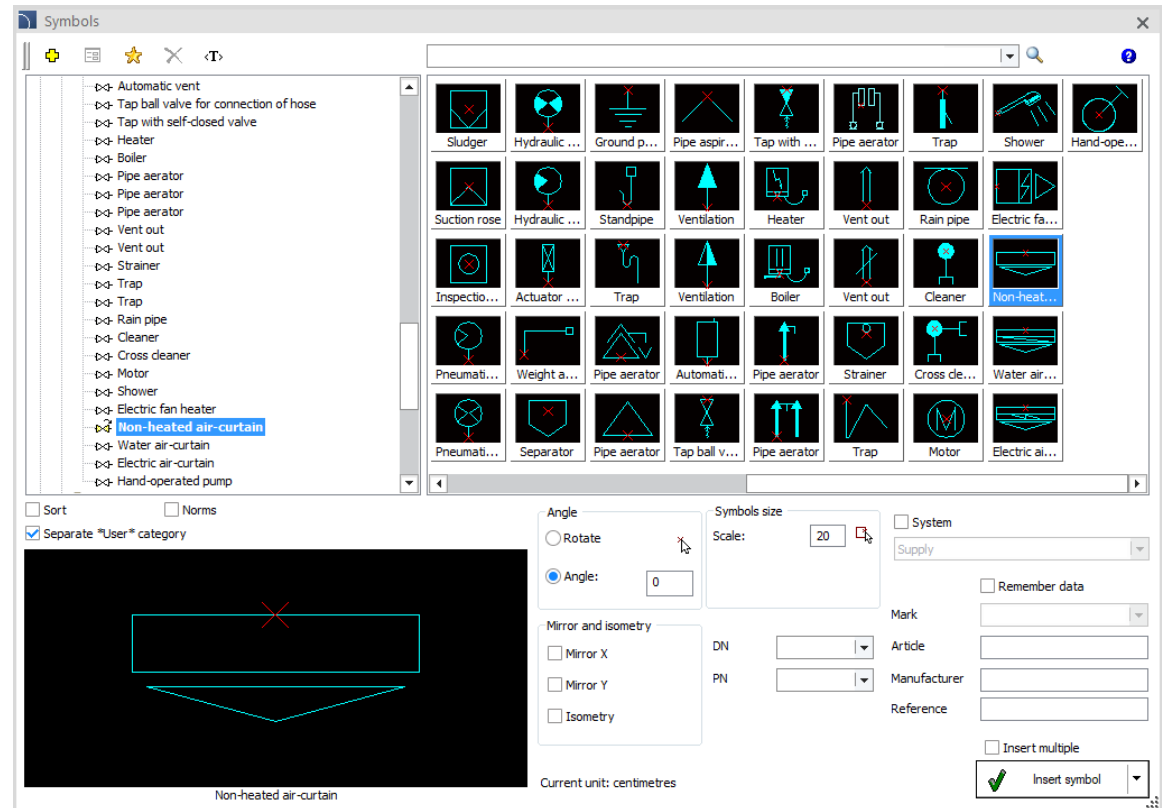 Symbols
<T>
Automatic vent
Tap ball valve for connection of hose
Tap with self-closed valve
Heater
Boiler
Pipe aerator
Pipe aerator
Pipe aerator
Vent out
Vent out
Strainer
Trap
Trap
Rain pipe
Cleaner
Cross cleaner
Motor
Shower
Electric fan heater
Non-heated air-curtain
Water air-curtain
Electric air-curtain
Hand-operated pump
Sludger Hydraulic ... Ground p... Pipe aspir... Tap with ... Pipe aerator Trap Shower Hand-ope...
Suction rose Hydraulic ... Standpipe Ventilation Heater Vent out Rain pipe Electric fa...
Inspectio... Actuator ... Trap Ventilation Boiler Vent out Cleaner Non-heat...
Pneumati... Weight a... Pipe aerator Automati... Pipe aerator Strainer Cross cle... Water air...
M
Pneumati... Separator Pipe aerator Tap ball v... Pipe aerator Trap Motor Electric ai...
Sort Norms
Separate *User* category
Non-heated air-curtain
Angle
Rotate
Angle: 0
Mirror and isometry
Mirror X
Mirror Y
Isometry
Current unit: centimetres
Symbols size
Scale: 20
DN
PN
System
Supply
Remember data
Mark
Article
Manufacturer
Reference
Insert multiple
Insert symbol